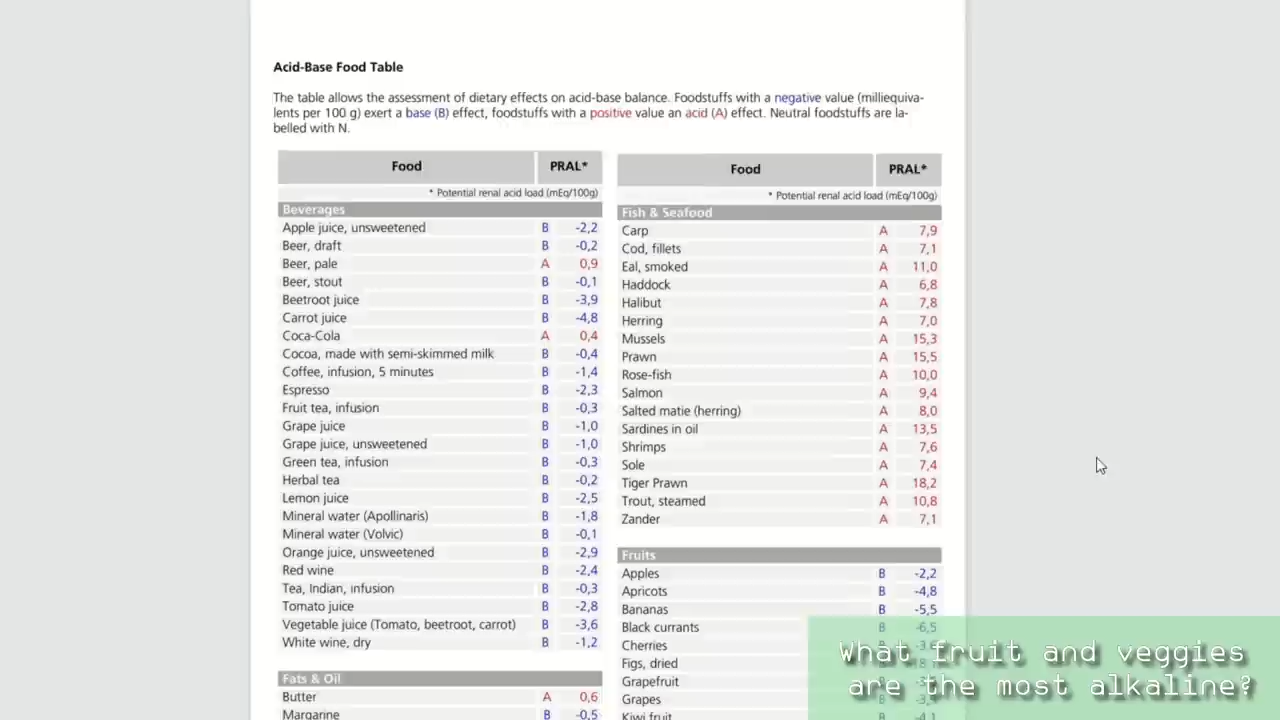 Acid-Base Food Table
The table allows the assessment of dietary effects on acid-base balance. Foodstuffs with a negative value (milliequiva-
lents per 100 g) exert a base (B) effect, foodstuffs with a positive value an acid (A) effect. Neutral foodstuffs are la-
belled with N.
Food PRAL*
* Potential renal acid load (mEq/100g)
Beverages
Apple juice, unsweetened B -2,2
Beer, draft B -0,2
Beer, pale A 0,9
Beer, stout B -0,1
Beetroot juice B -3,9
Carrot juice B -4,8
Coca-Cola A 0,4
Cocoa, made with semi-skimmed milk B -0,4
Coffee, infusion, 5 minutes B -1,4
Espresso B -2,3
Fruit tea, infusion B -0,3
Grape juice B -1,0
Grape juice, unsweetened B -1,0
Green tea, infusion B -0,3
Herbal tea B -0,2
Lemon juice B -2,5
Mineral water (Apollinaris) B -1,8
Mineral water (Volvic) B -0,1
Orange juice, unsweetened B -2,9
Red wine B -2,4
Tea, Indian, infusion B -0,3
Tomato juice B -2,8
Vegetable juice (Tomato, beetroot, carrot) B -3,6
White wine, dry B -1,2
Fats & Oil
Butter A 0,6
Margarine B -0,5
Food PRAL*
* Potential renal acid load (mEq/100g)
Fish & Seafood
Carp A 7,9
Cod, fillets A 7,1
Eal, smoked A 11,0
Haddock A 6,8
Halibut A 7,8
Herring A 7,0
Mussels A 15,3
Prawn A 15,5
Rose-fish A 10,0
Salmon A 9,4
Salted matie (herring) A 8,0
Sardines in oil A 13,5
Shrimps A 7,6
Sole A 7,4
Tiger Prawn A 18,2
Trout, steamed A 10,8
Zander A 7,1
Fruits
Apples B -2,2
Apricots B -4,8
Bananas B -5,5
Black currants B -6,5
Cherries
Figs, dried
Grapefruit
Grapes
Kiwi fruit
What fruit and veggies
are the most alkaline?